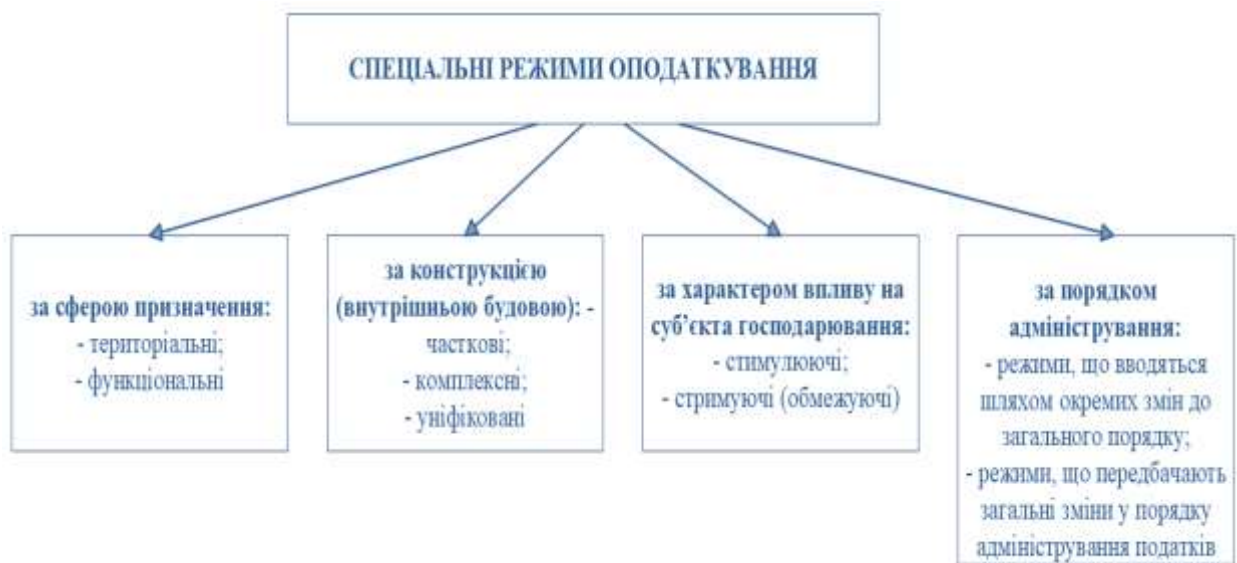 СПЕЦІАЛЬНІ РЕЖИМИ ОПОДАТКУВАННЯ
за сферою призначення:
- територіальні;
- функціональні
за конструкцією
(внутрішньою будовою): -
часткові;
- комплексні;
- уніфіковані
за характером впливу на
суб’єкта господарювання:
- стимулюючі;
- стримуючі (обмежуючі)
за порядком
адміністрування:
- режими, що вводяться
шляхом окремих змін до
загального порядку;
- режими, що передбачають
загальні зміни у порядку
адміністрування податків